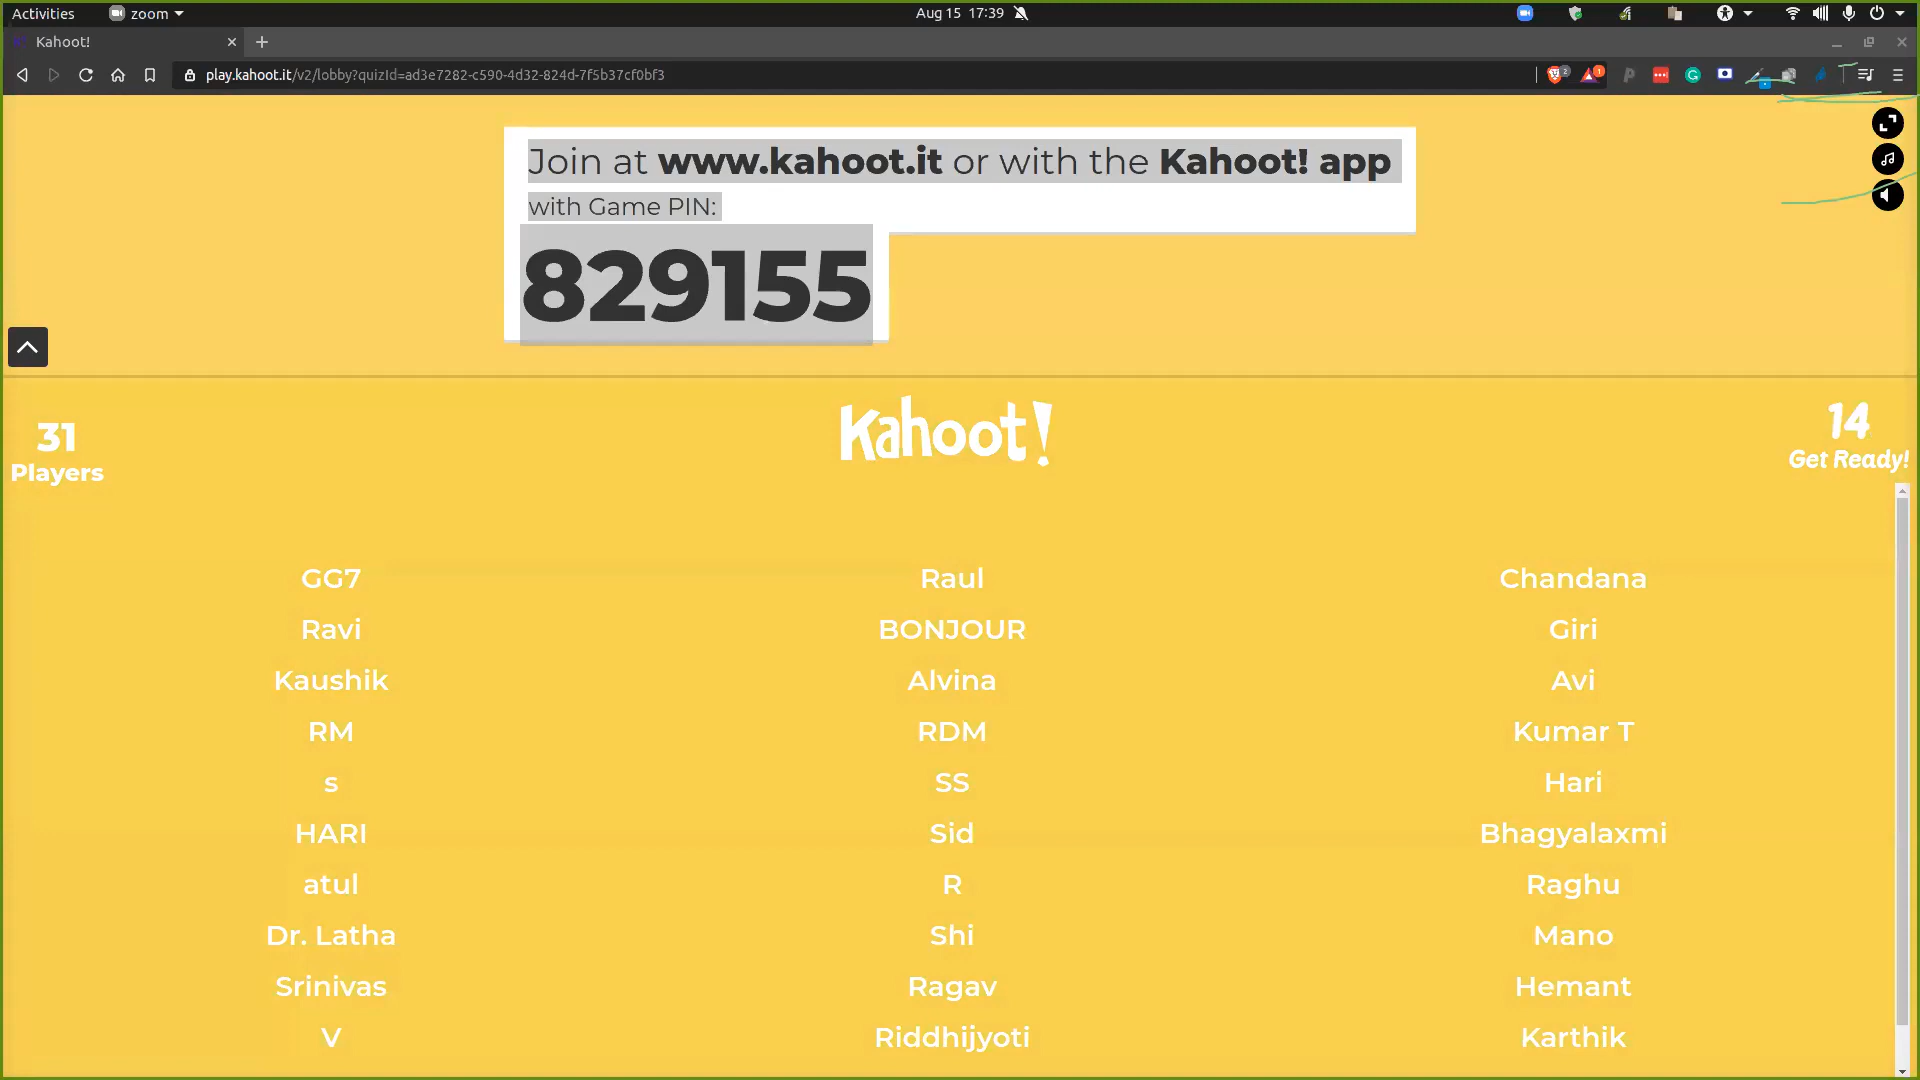 Activities zoom Aug 15 17:39
Kahoot!
play.kahoot.it/v2/lobby?quizId=ad3e7282-c590-4d32-824d-7f5b37cf0bf3
Join at www.kahoot.it or with the Kahoot! app
with Game PIN:
829155
31
Players
Kahoot!
14
Get Ready!
GG7 Raul Chandana
Ravi BONJOUR Giri
Kaushik Alvina Avi
RM RDM Kumar T
s SS Hari
HARI Sid Bhagyalaxmi
atul R Raghu
Dr. Latha Shi Mano
Srinivas Ragav Hemant
V Riddhijyoti Karthik